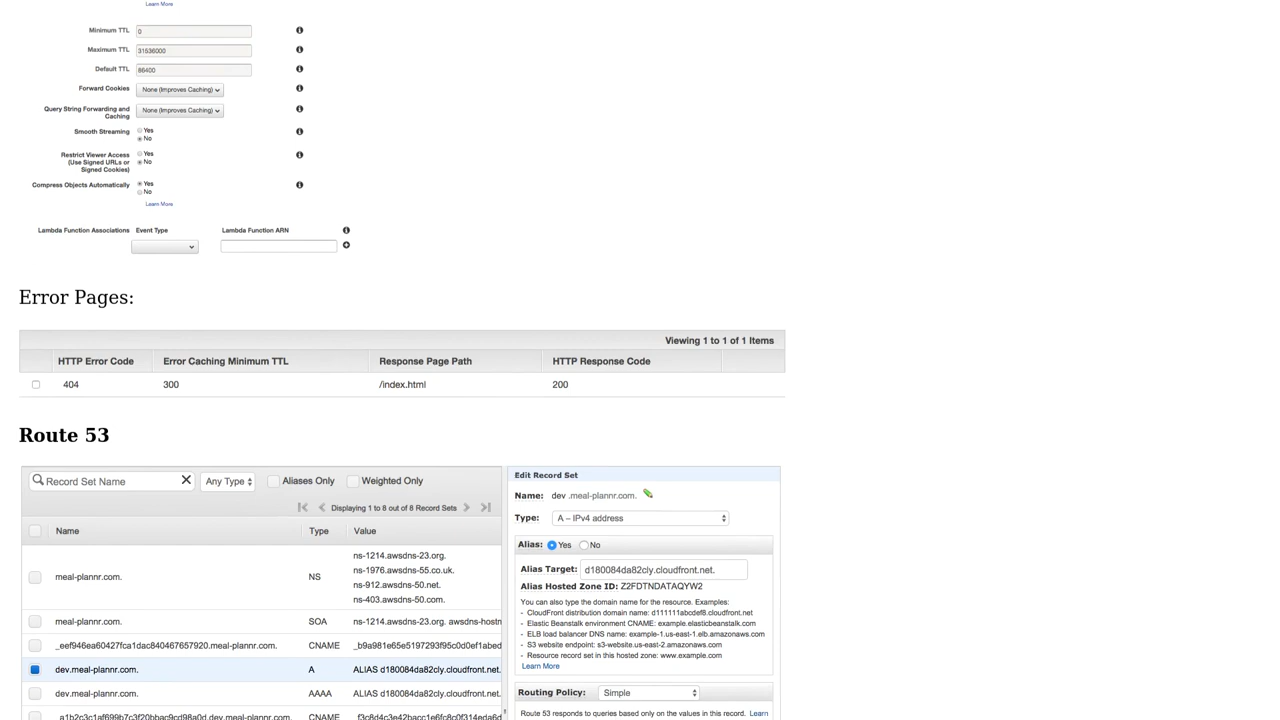 Learn More
Minimum TTL 0
Maximum TTL 31536000
Default TTL 86400
Forward Cookies None (Improves Caching)
Query String Forwarding and Caching None (Improves Caching)
Smooth Streaming Yes
No
Restrict Viewer Access (Use Signed URLs or Signed Cookies) Yes
No
Compress Objects Automatically Yes
No
Learn More
Lambda Function Associations Event Type Lambda Function ARN
Error Pages:
Viewing 1 to 1 of 1 Items
HTTP Error Code Error Caching Minimum TTL Response Page Path HTTP Response Code
404 300 /index.html 200
Route 53
Record Set Name Any Type Aliases Only Weighted Only
Displaying 1 to 8 out of 8 Record Sets
Name Type Value
meal-plannr.com. NS ns-1214.awsdns-23.org.
ns-1976.awsdns-55.co.uk.
ns-912.awsdns-50.net.
ns-403.awsdns-50.com.
meal-plannr.com. SOA ns-1214.awsdns-23.org. awsdns-hostn
_eef946ea60427fca1dac840467657920.meal-plannr.com. CNAME _b9a981e65e5197293f95c0d0ef1abed
dev.meal-plannr.com. A ALIAS d180084da82cly.cloudfront.net.
dev.meal-plannr.com. AAAA ALIAS d180084da82cly.cloudfront.net.
CNAME
Edit Record Set
Name: dev .meal-plannr.com.
Type: A – IPv4 address
Alias: Yes No
Alias Target: d180084da82cly.cloudfront.net.
Alias Hosted Zone ID: Z2FDTNDATAQYW2
You can also type the domain name for the resource. Examples:
- CloudFront distribution domain name: d111111abcdef8.cloudfront.net
- Elastic Beanstalk environment CNAME: example.elasticbeanstalk.com
- ELB load balancer DNS name: example-1.us-east-1.elb.amazonaws.com
- S3 website endpoint: s3-website.us-east-2.amazonaws.com
- Resource record set in this hosted zone: www.example.com
Learn More
Routing Policy: Simple
Route 53 responds to queries based only on the values in this record. Learn